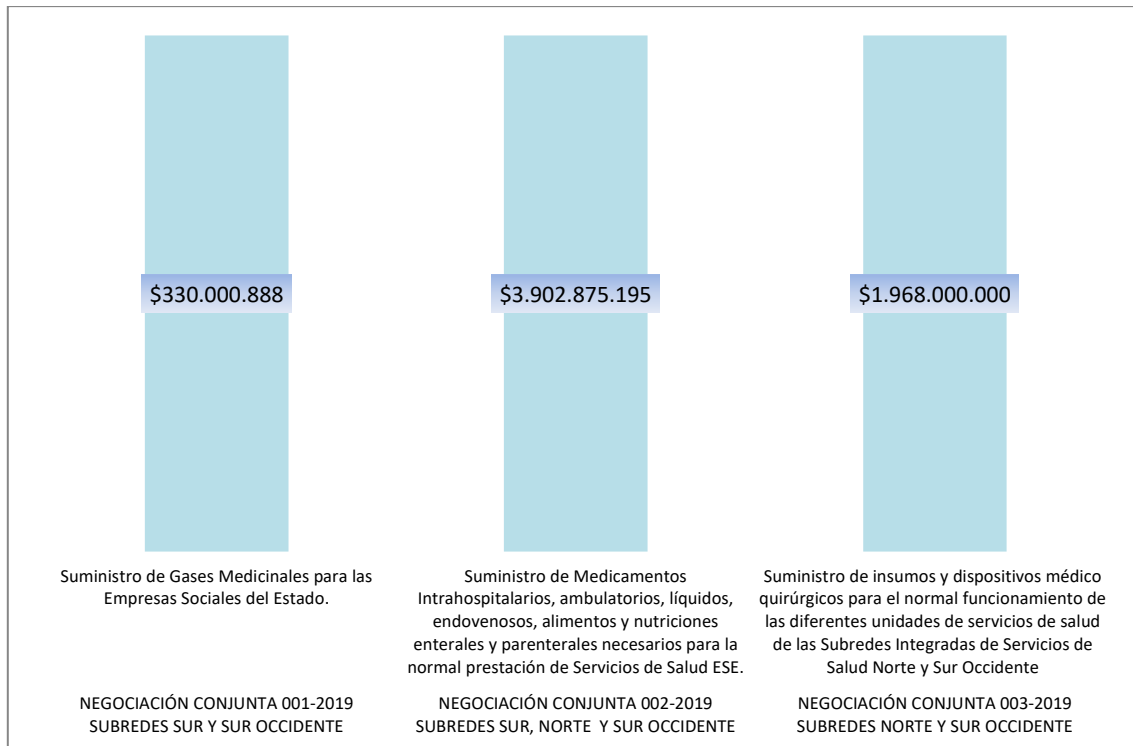 $330.000.888
$3.902.875.195
$1.968.000.000
Suministro de Gases Medicinales para las
Empresas Sociales del Estado.
NEGOCIACIÓN CONJUNTA 001-2019
SUBREDES SUR Y SUR OCCIDENTE
Suministro de Medicamentos
Intrahospitalarios, ambulatorios, líquidos,
endovenosos, alimentos y nutriciones
enterales y parenterales necesarios para la
normal prestación de Servicios de Salud ESE.
NEGOCIACIÓN CONJUNTA 002-2019
SUBREDES SUR, NORTE Y SUR OCCIDENTE
Suministro de insumos y dispositivos médico
quirúrgicos para el normal funcionamiento de
las diferentes unidades de servicios de salud
de las Subredes Integradas de Servicios de
Salud Norte y Sur Occidente
NEGOCIACIÓN CONJUNTA 003-2019
SUBREDES NORTE Y SUR OCCIDENTE